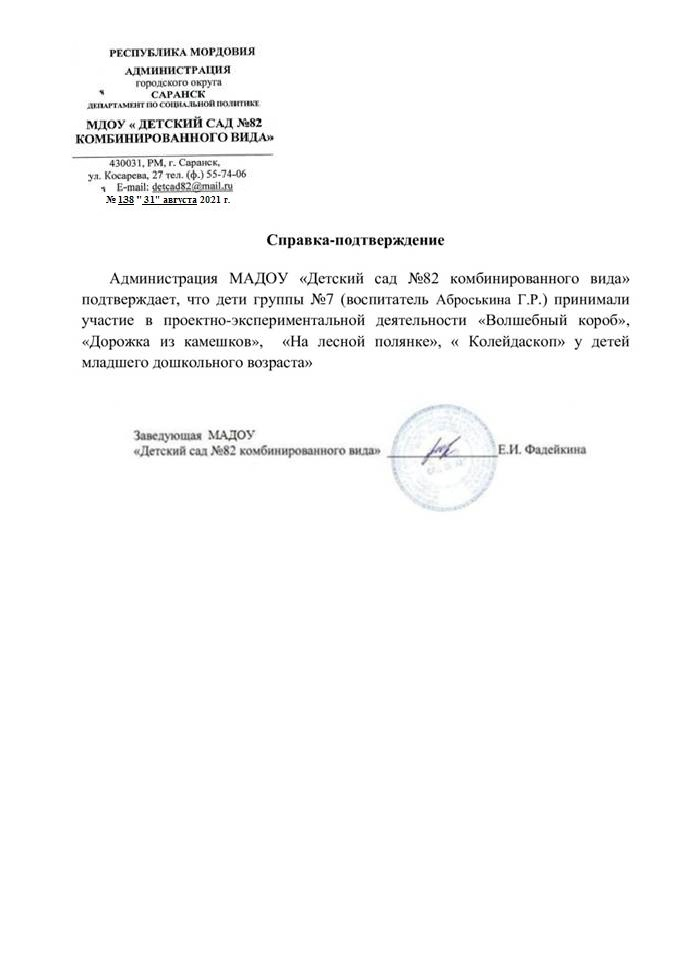 РЕСПУБЛИКА МОРДОВИЯ
АДМИНИСТРАЦИЯ
городского округа
САРАНСК
ДЕПАРТАМЕНТ ПО СОЦИАЛЬНОЙ ПОЛИТИКЕ
МДОУ « ДЕТСКИЙ САД №82
КОМБИНИРОВАННОГО ВИДА»
430031, РМ, г. Саранск,
ул. Косарева, 27 тел. (ф.) 55-74-06
E-mail: detcad82@mail.ru
№ 138 " 31" августа 2021 г.
Справка-подтверждение
Администрация МАДОУ «Детский сад №82 комбинированного вида»
подтверждает, что дети группы №7 (воспитатель Аброськина Г.Р.) принимали
участие в проектно-экспериментальной деятельности «Волшебный короб»,
«Дорожка из камешков», «На лесной полянке», « Колейдаскоп» у детей
младшего дошкольного возраста»
Заведующая МАДОУ
«Детский сад №82 комбинированного вида» Е.И. Фадейкина